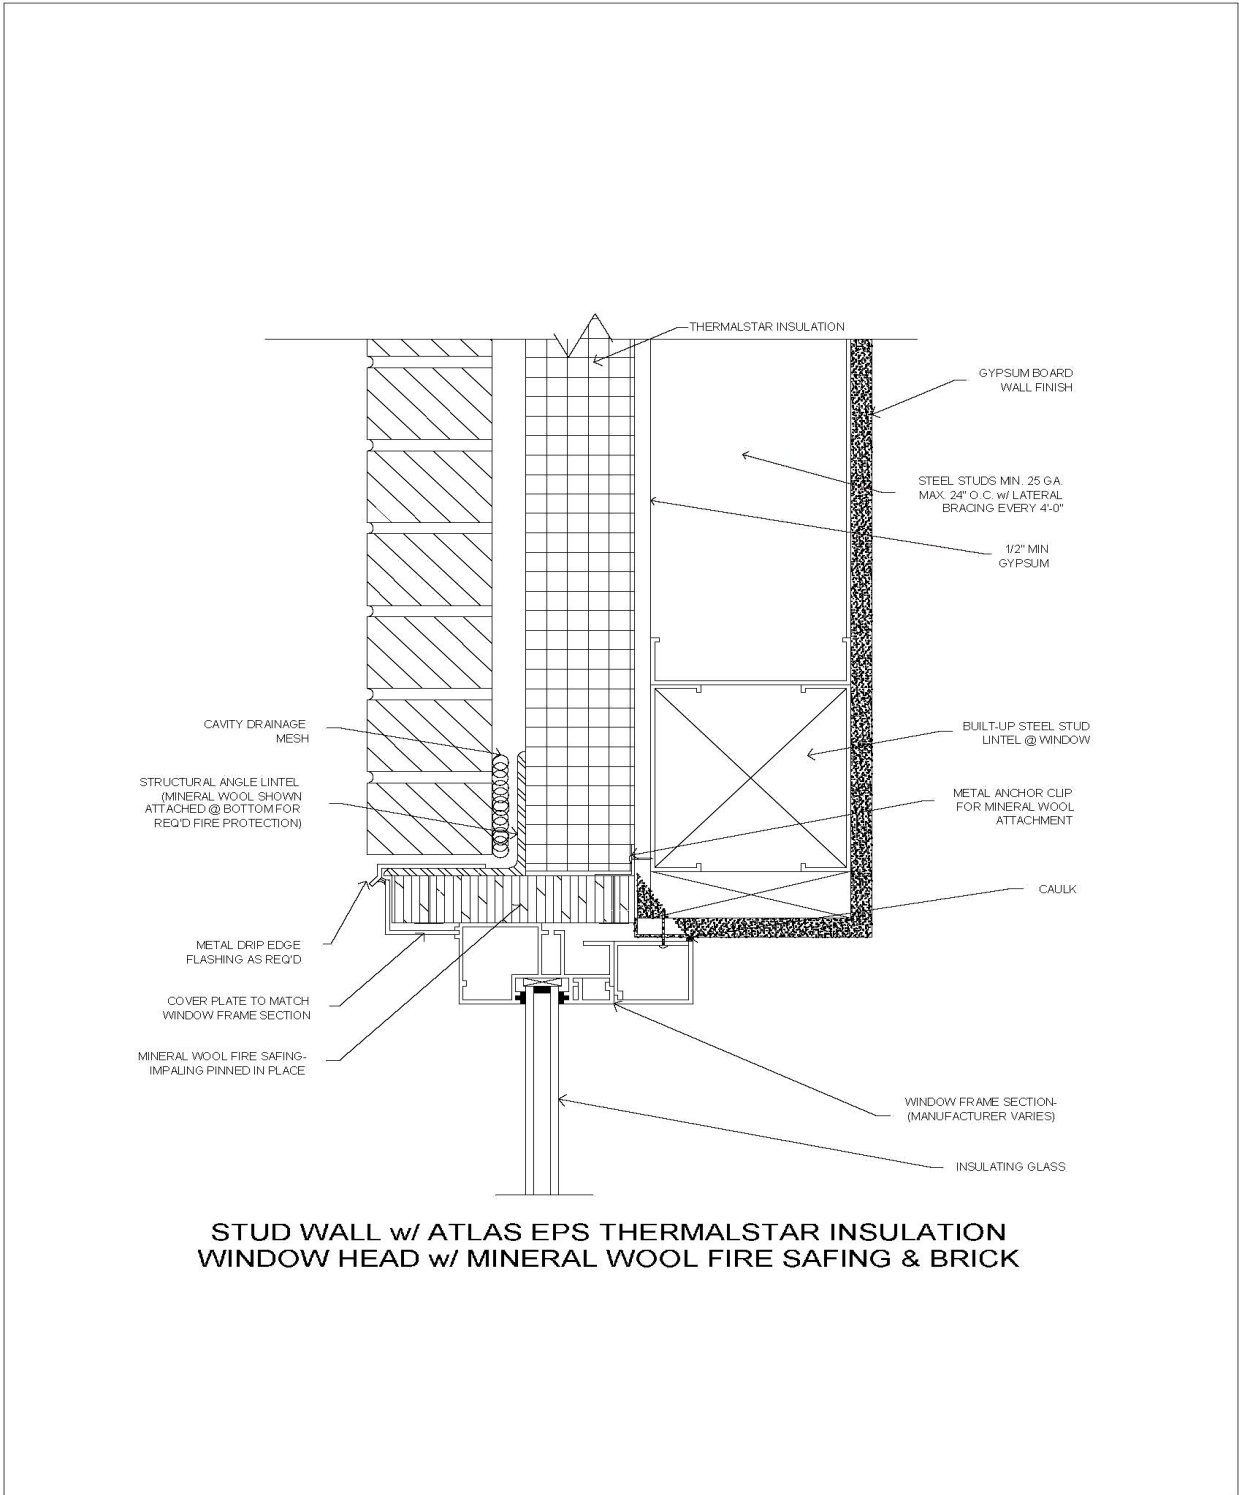 THERMALSTAR INSULATION
GYPSUM BOARD
WALL FINISH
STEEL STUDS MIN. 25 GA.
MAX. 24" O.C. w/ LATERAL
BRACING EVERY 4'-0"
1/2" MIN
GYPSUM
CAVITY DRAINAGE
MESH
BUILT-UP STEEL STUD
LINTEL @ WINDOW
STRUCTURAL ANGLE LINTEL
(MINERAL WOOL SHOWN
ATTACHED @ BOTTOM FOR
REQ'D FIRE PROTECTION)
METAL ANCHOR CLIP
FOR MINERAL WOOL
ATTACHMENT
CAULK
METAL DRIP EDGE
FLASHING AS REQ'D
COVER PLATE TO MATCH
WINDOW FRAME SECTION
MINERAL WOOL FIRE SAFING-
IMPALING PINNED IN PLACE
WINDOW FRAME SECTION-
(MANUFACTURER VARIES)
INSULATING GLASS
STUD WALL w/ ATLAS EPS THERMALSTAR INSULATION
WINDOW HEAD w/ MINERAL WOOL FIRE SAFING & BRICK